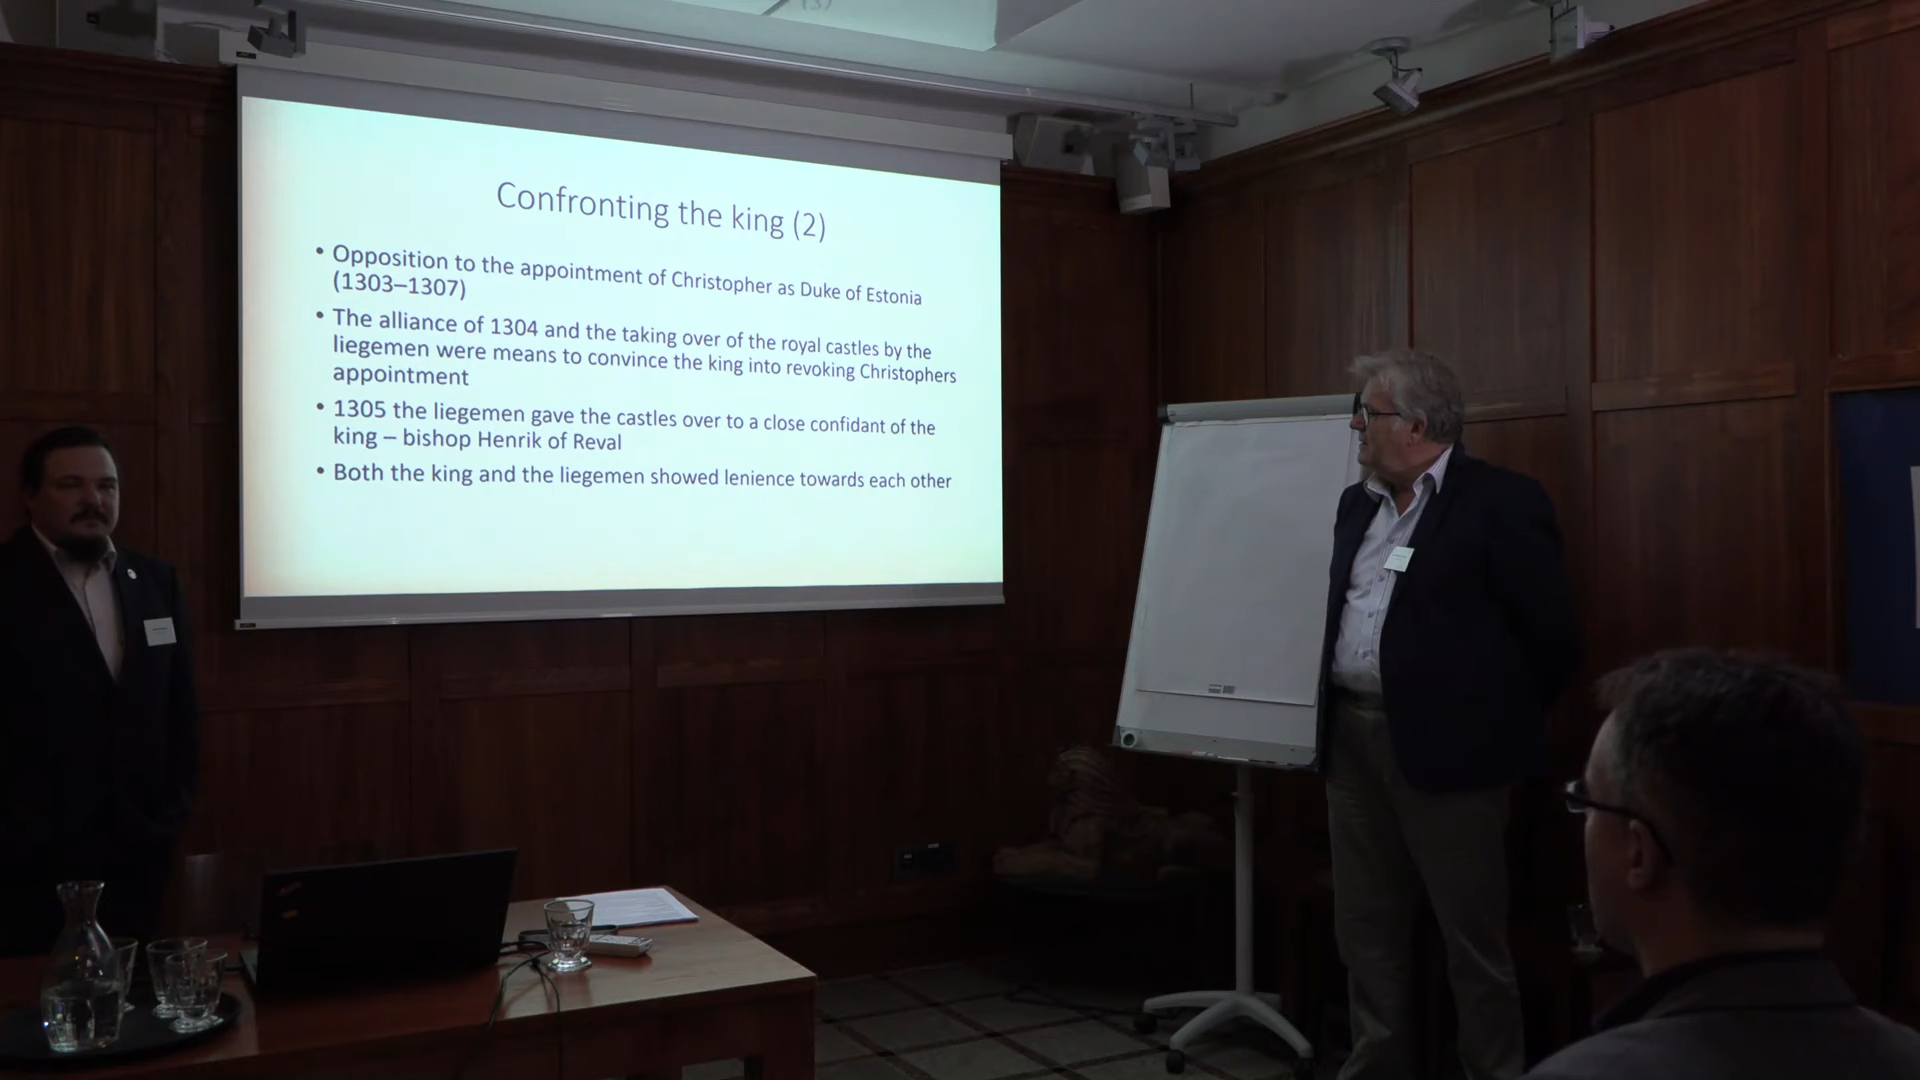 Confronting the king (2)
• Opposition to the appointment of Christopher as Duke of Estonia
(1303–1307)
• The alliance of 1304 and the taking over of the royal castles by the
liegemen were means to convince the king into revoking Christophers
appointment
• 1305 the liegemen gave the castles over to a close confidant of the
king – bishop Henrik of Reval
• Both the king and the liegemen showed lenience towards each other